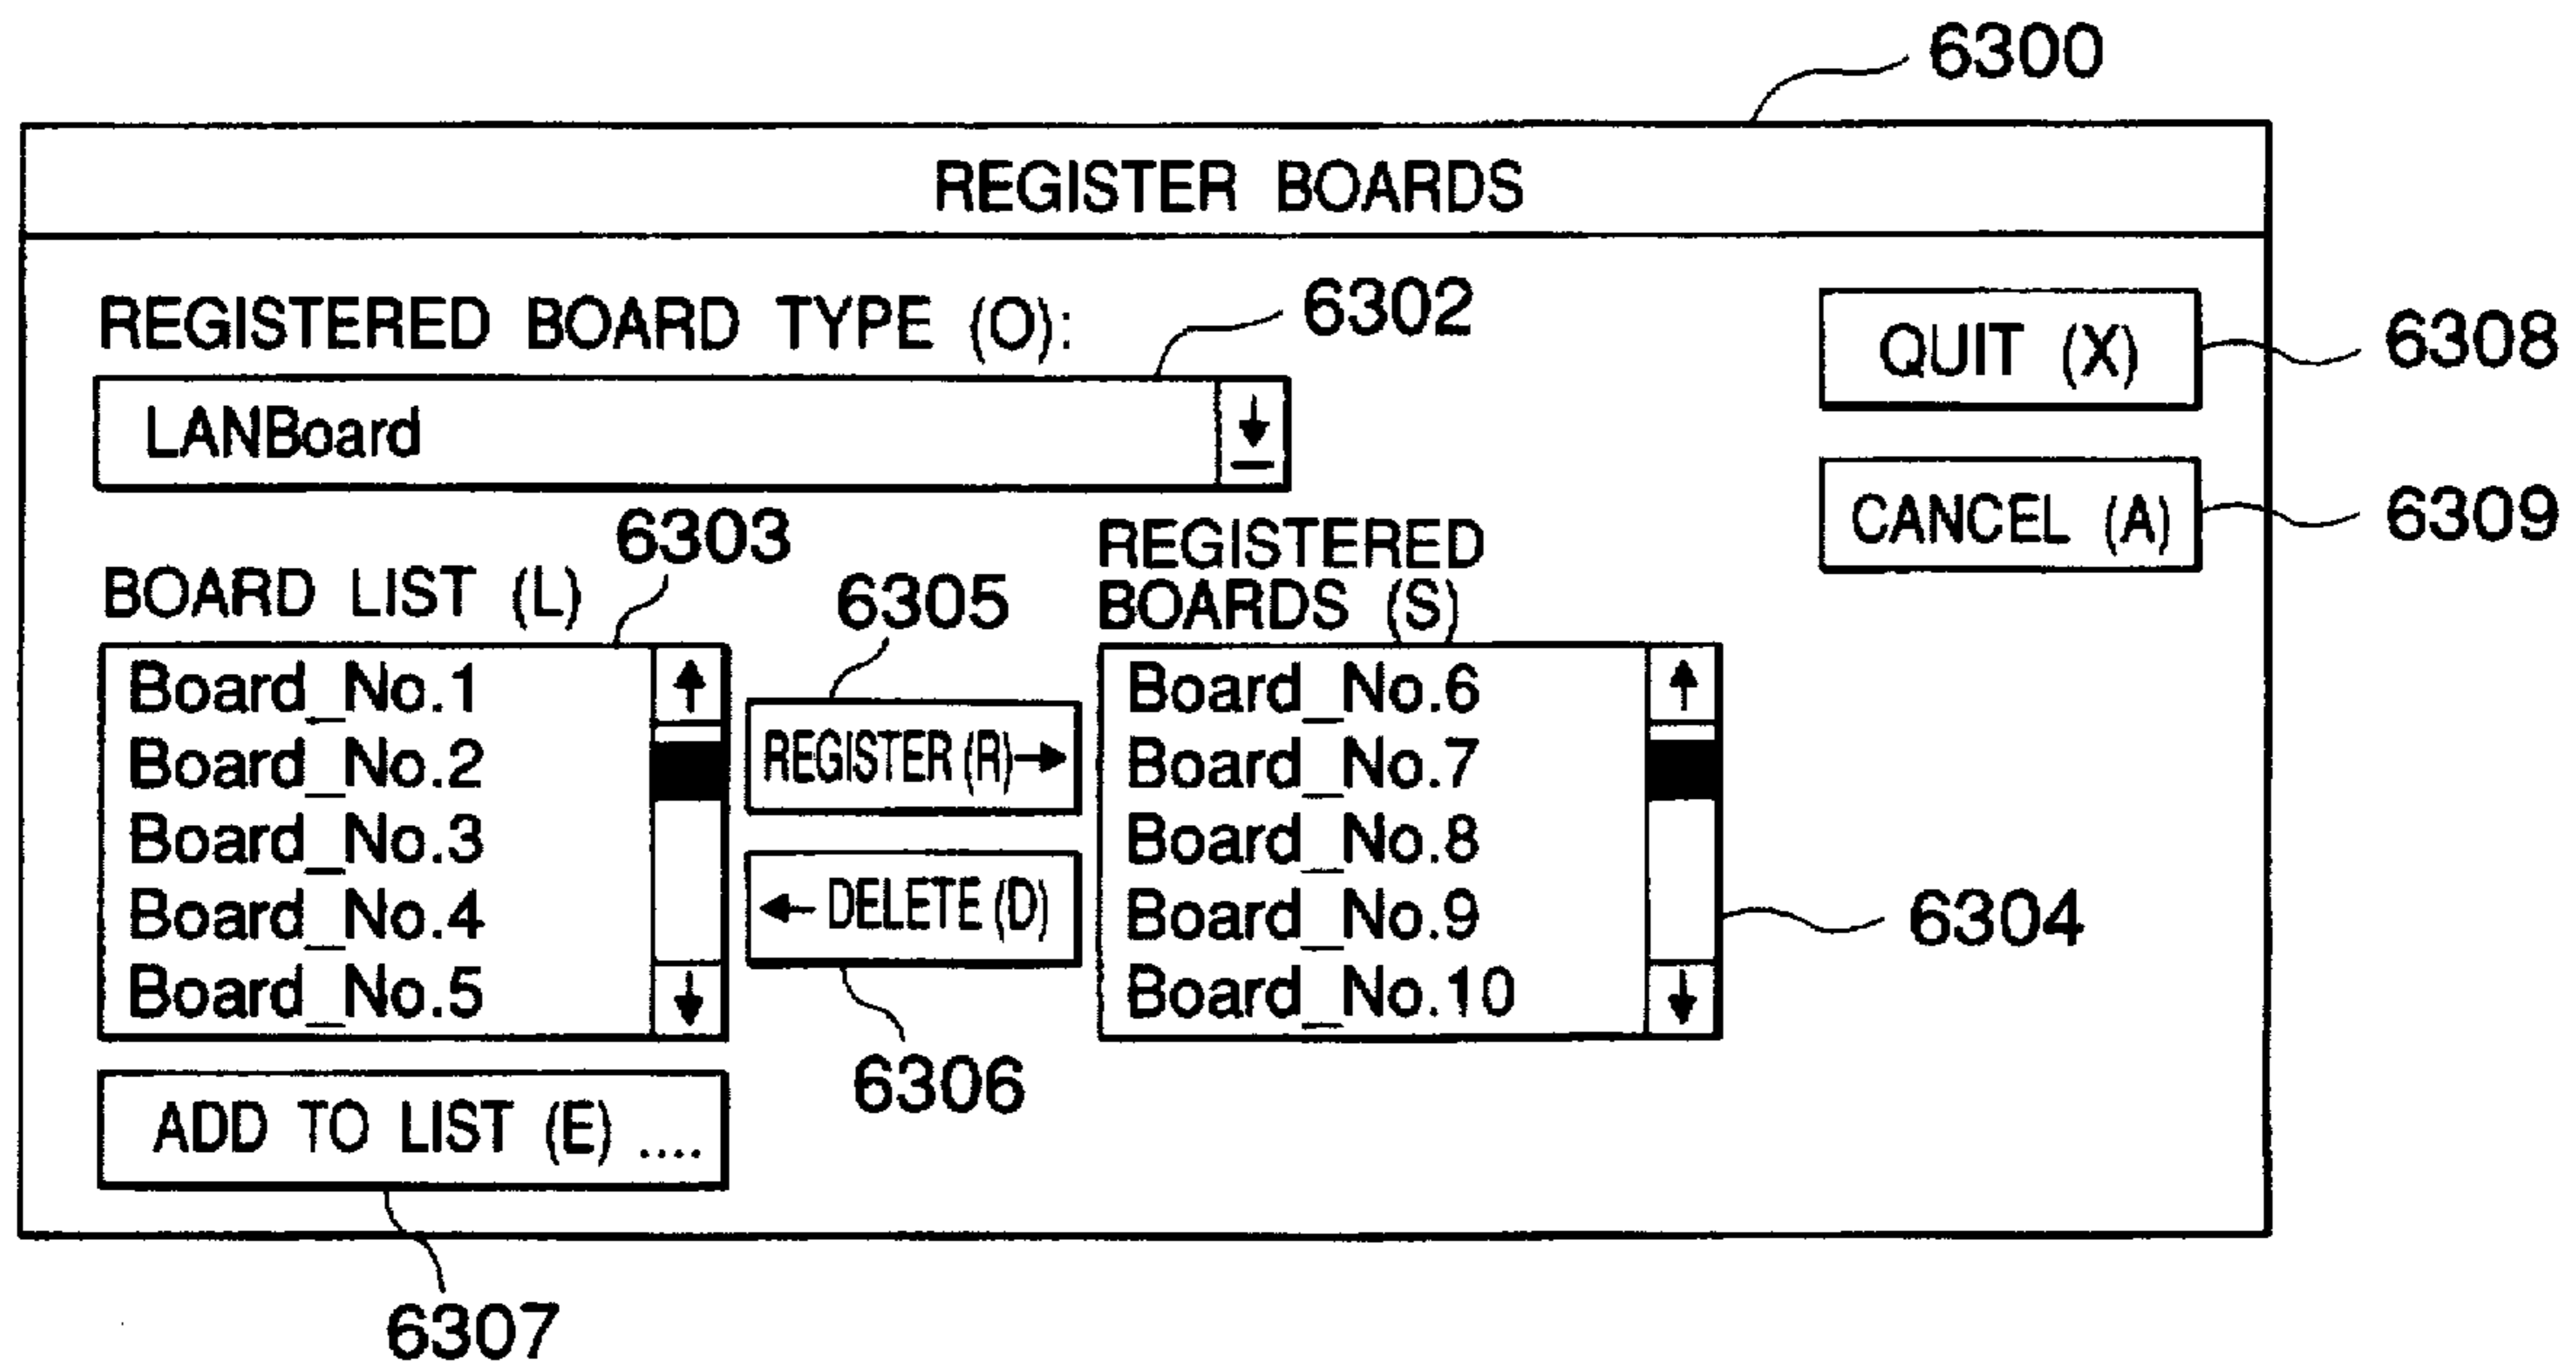 6300
REGISTER BOARDS
REGISTERED BOARD TYPE (O):
6302
LANBoard
QUIT (X)
6308
CANCEL (A)
6309
BOARD LIST (L)
6303
Board_No.1
Board_No.2
Board_No.3
Board_No.4
Board_No.5
6305
REGISTER (R)→
← DELETE (D)
6306
REGISTERED
BOARDS (S)
Board_No.6
Board_No.7
Board_No.8
Board_No.9
Board_No.10
6304
ADD TO LIST (E) ....
6307